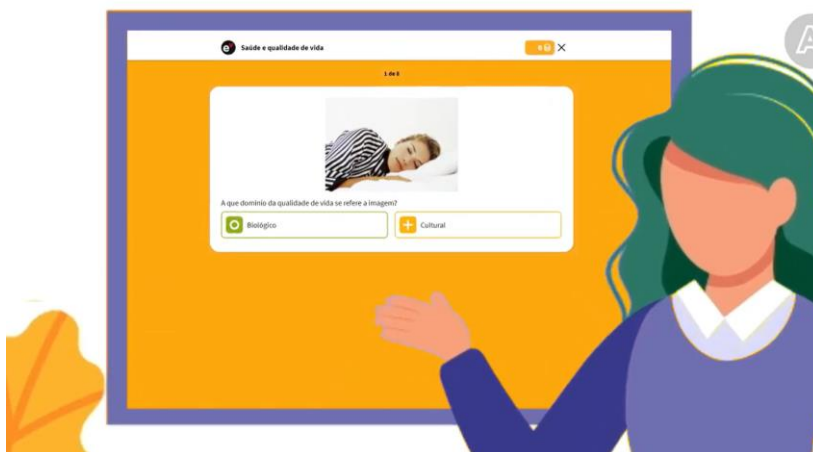 e
Saúde e qualidade de vida
1 de 8
A que domínio da qualidade de vida se refere a imagem?
Biológico
Cultural